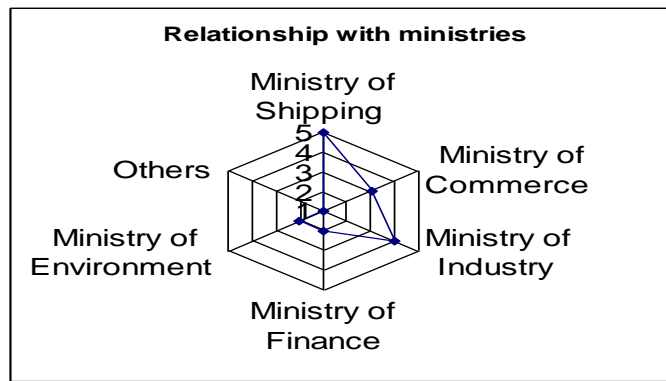 Relationship with ministries
Ministry of
Shipping
5
4
3
2
1
Ministry of
Commerce
Ministry of
Industry
Ministry of
Finance
Ministry of
Environment
Others